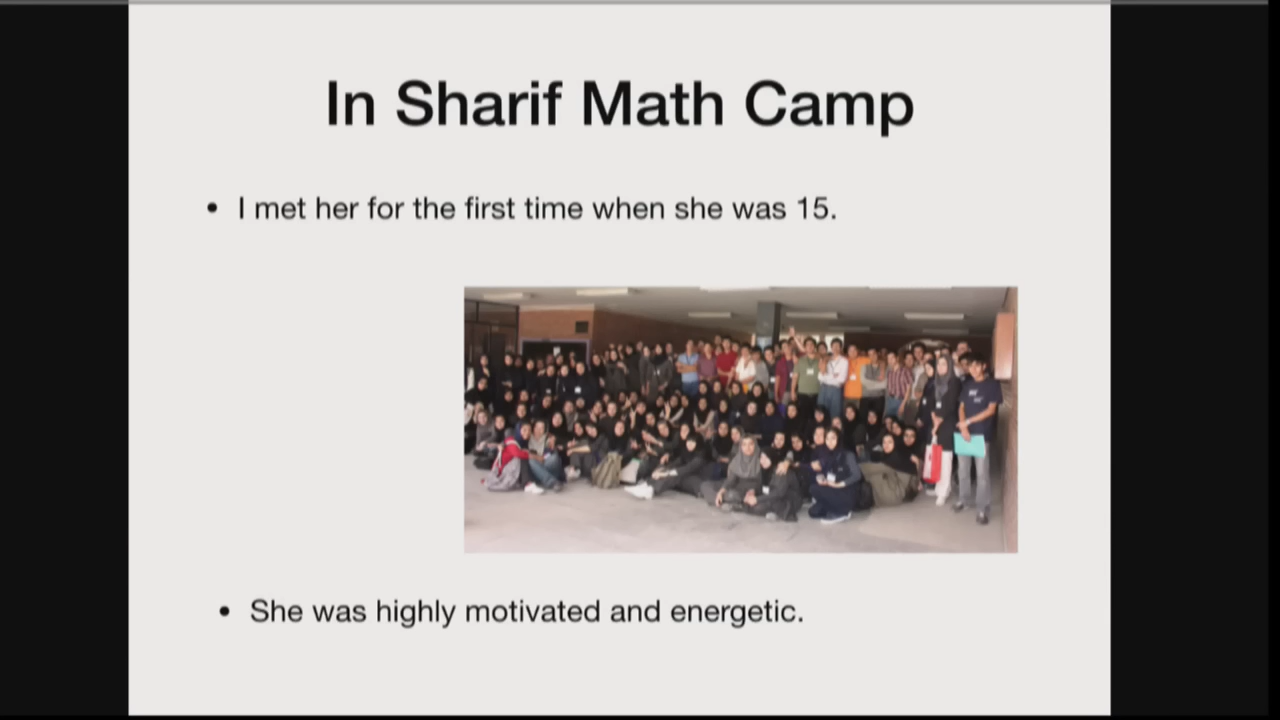 In Sharif Math Camp
• I met her for the first time when she was 15.
• She was highly motivated and energetic.